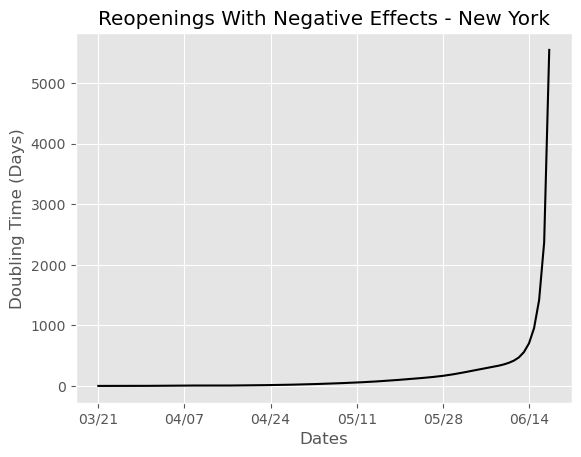 Reopenings With Negative Effects - New York
Doubling Time (Days)
5000
4000
3000
2000
1000
0
03/21 04/07 04/24 05/11 05/28 06/14
Dates